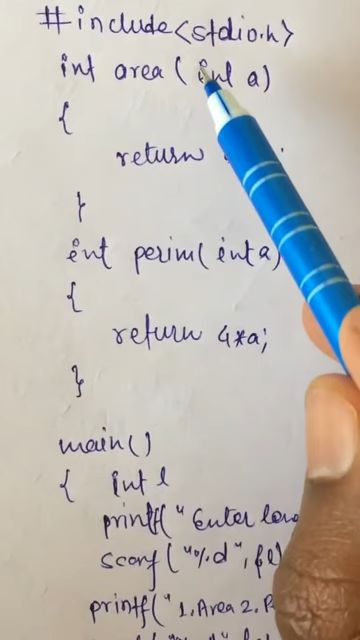 #include<stdio.h>
int area (int a)
{
return
}
int perim(int a)
{
return 4*a;
}
main()
{ int l
printf("Enter
scanf("%d",&l)
printf("1.Area 2.P